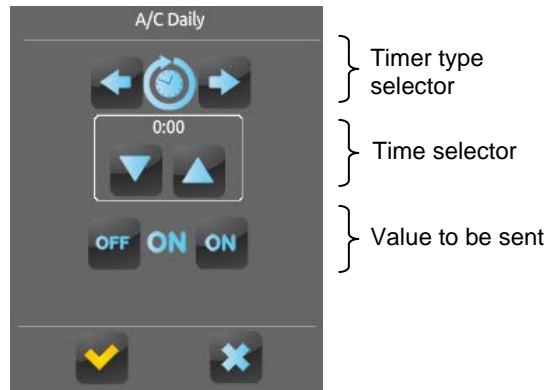 A/C Daily
Timer type
selector
0:00
Time selector
OFF ON ON
Value to be sent